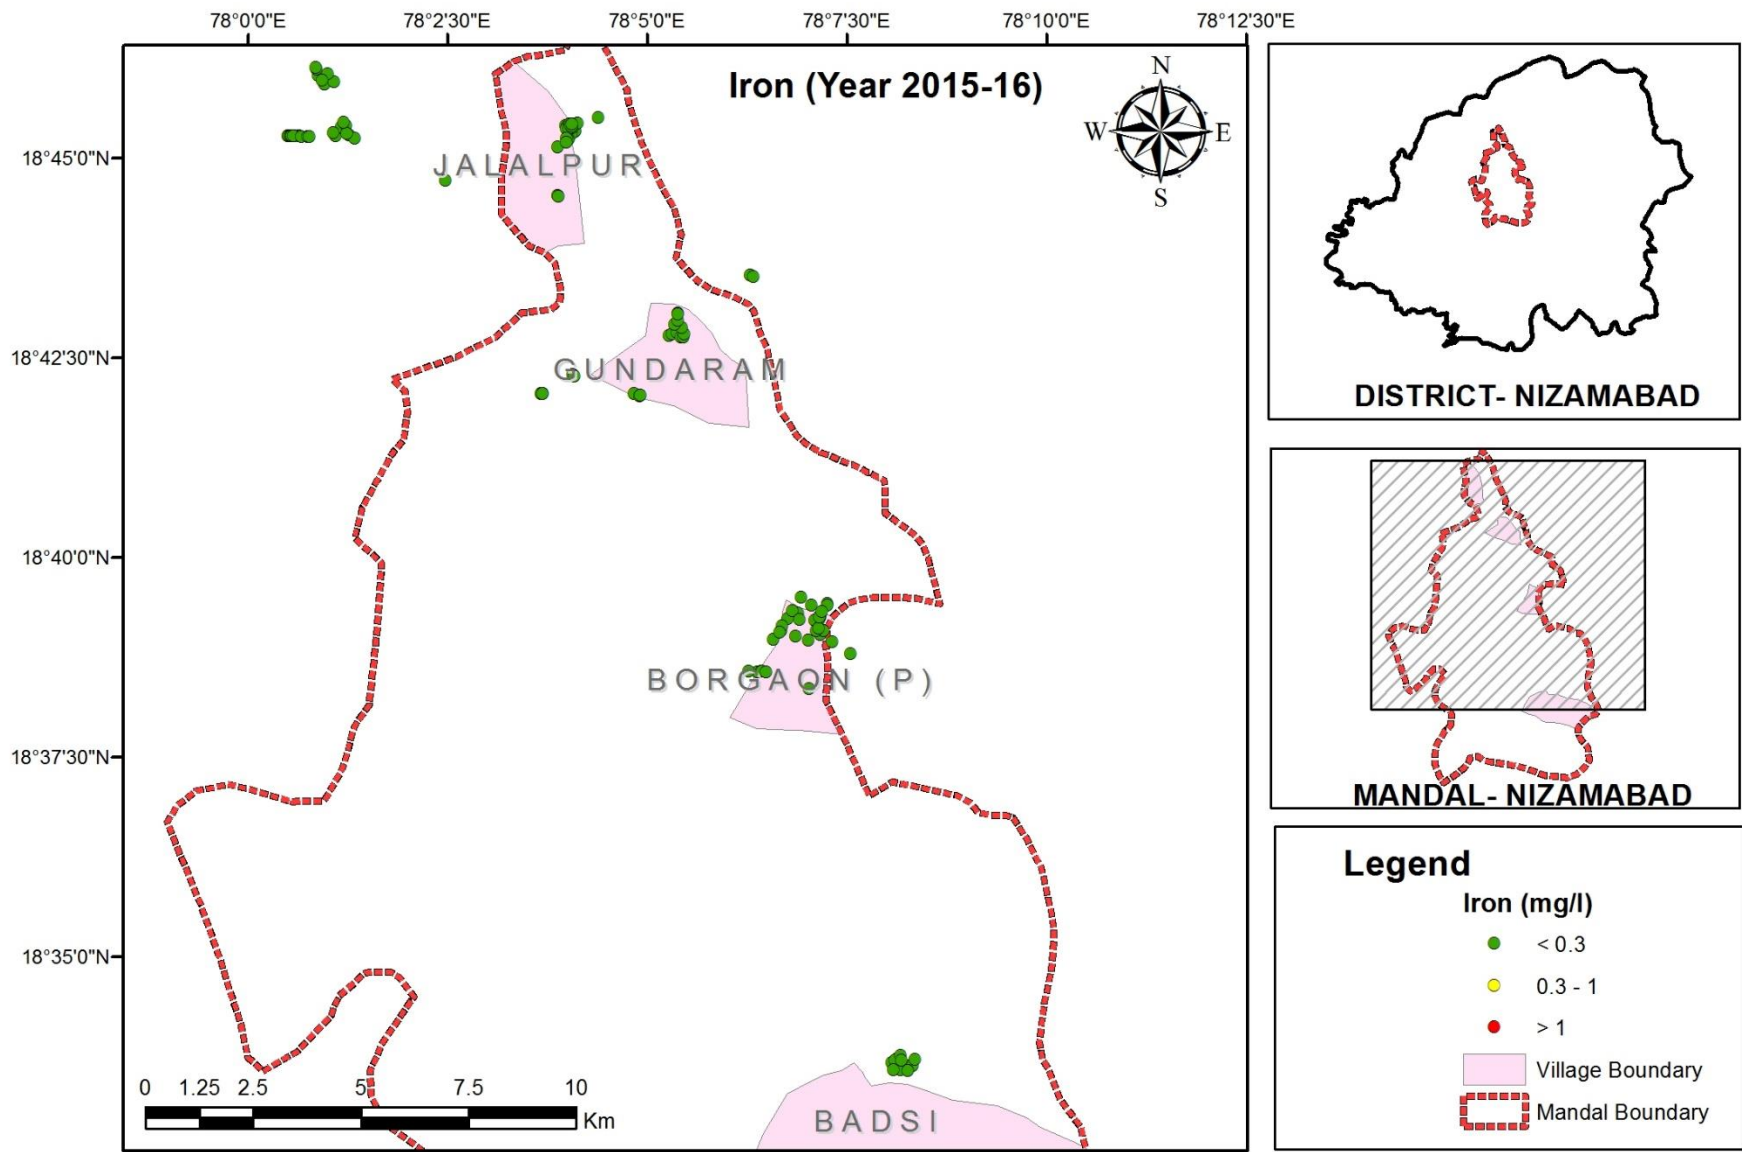 78°0'0"E 78°2'30"E 78°5'0"E 78°7'30"E 78°10'0"E 78°12'30"E
Iron (Year 2015-16)
N
W E
S
18°45'0"N
18°42'30"N
18°40'0"N
18°37'30"N
18°35'0"N
JALALPUR
GUNDARAM
BORGAON (P)
BADSI
0 1.25 2.5 5 7.5 10
Km
DISTRICT- NIZAMABAD
MANDAL- NIZAMABAD
Legend
Iron (mg/l)
< 0.3
0.3 - 1
> 1
Village Boundary
Mandal Boundary